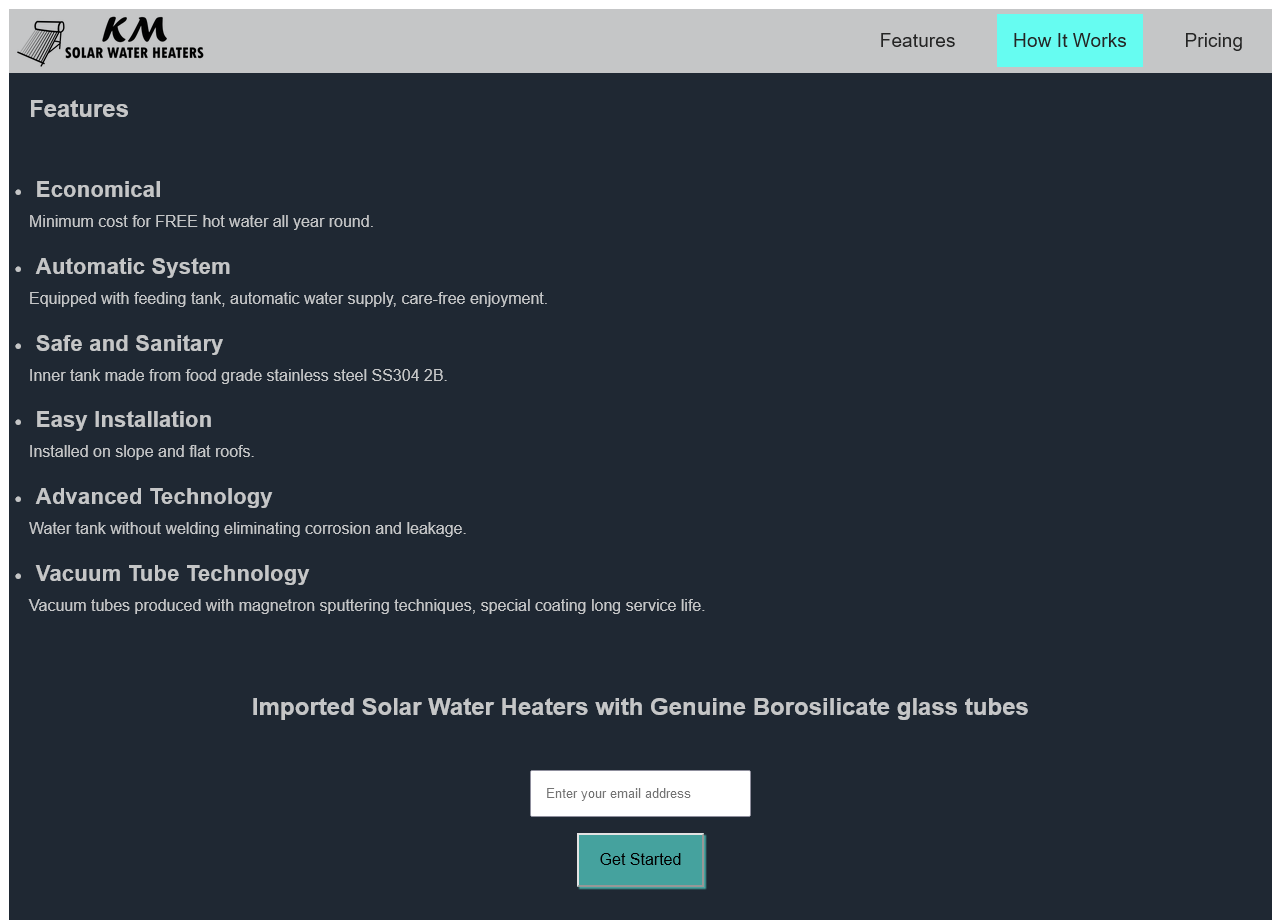 KM
SOLAR WATER HEATERS
Features
How It Works
Pricing
Features
Economical
Minimum cost for FREE hot water all year round.
Automatic System
Equipped with feeding tank, automatic water supply, care-free enjoyment.
Safe and Sanitary
Inner tank made from food grade stainless steel SS304 2B.
Easy Installation
Installed on slope and flat roofs.
Advanced Technology
Water tank without welding eliminating corrosion and leakage.
Vacuum Tube Technology
Vacuum tubes produced with magnetron sputtering techniques, special coating long service life.
Imported Solar Water Heaters with Genuine Borosilicate glass tubes
Enter your email address
Get Started